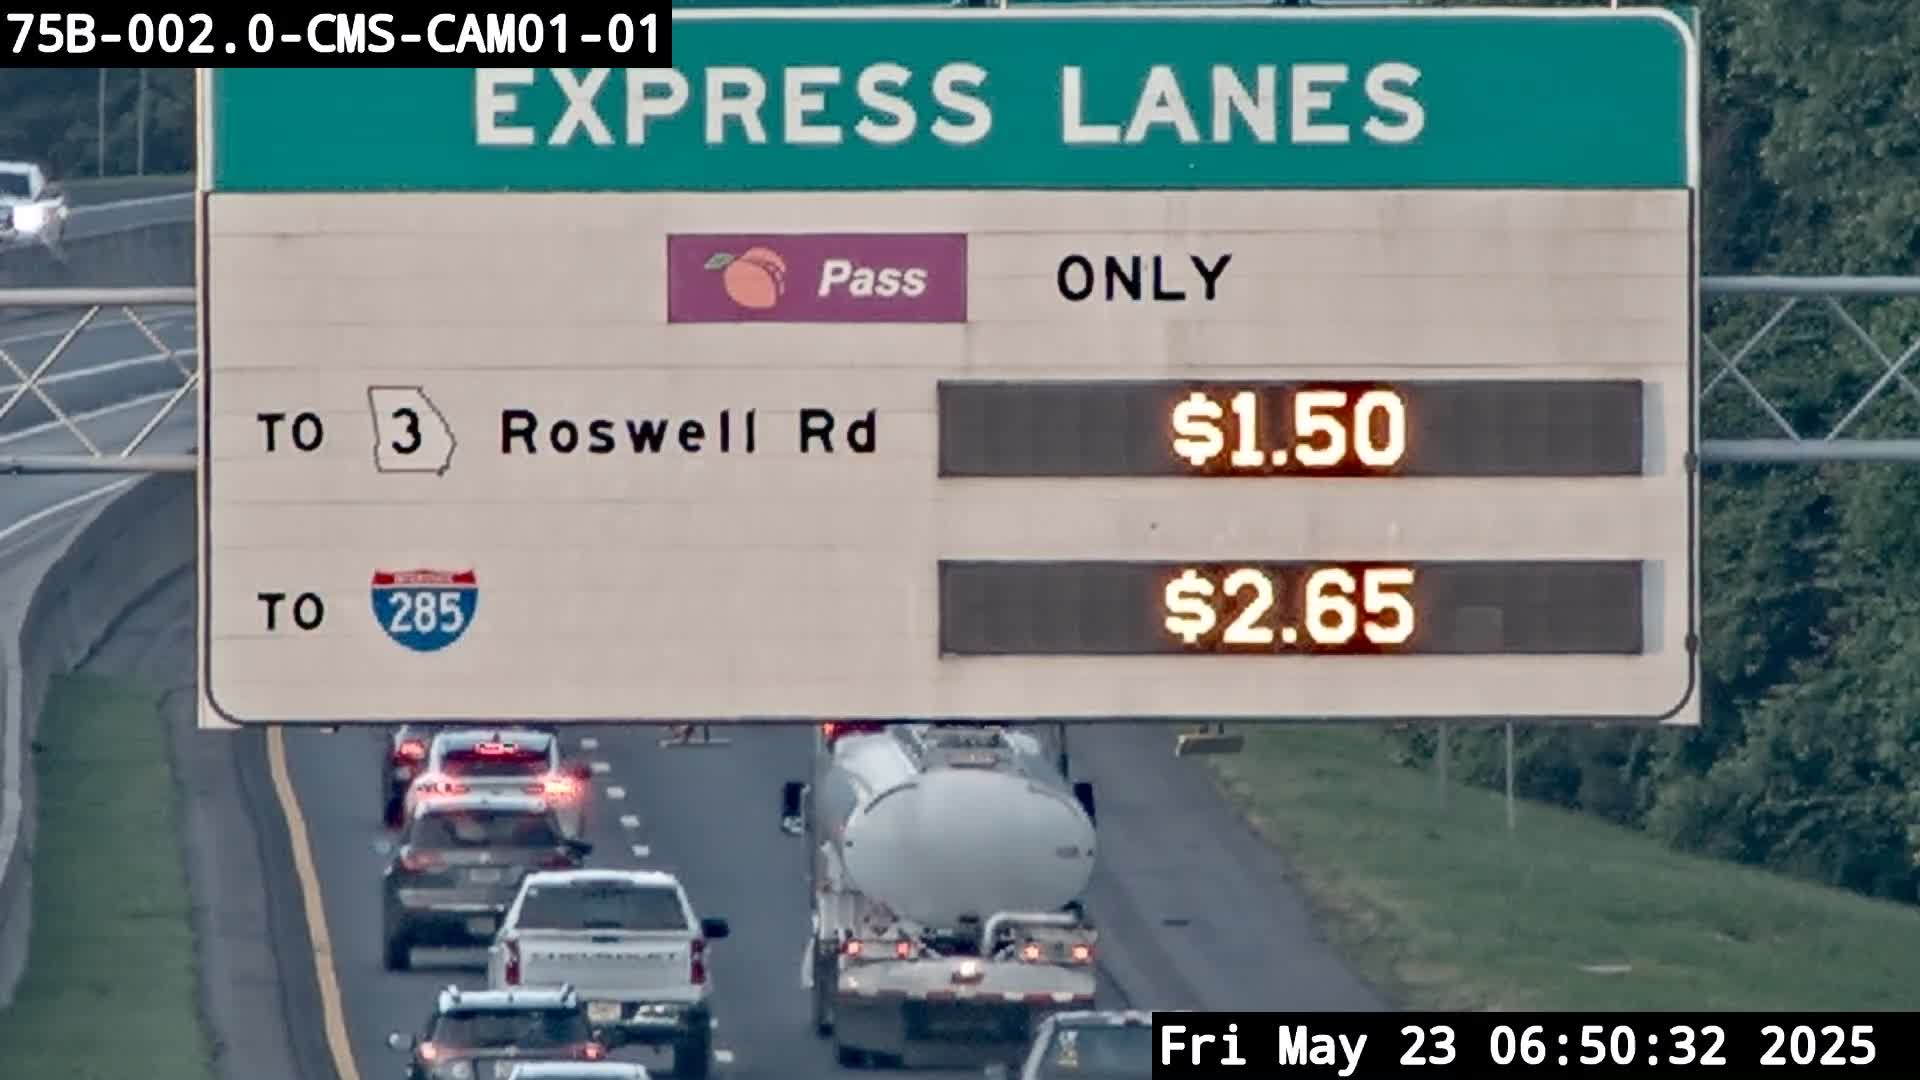 75B-002.0-CMS-CAM01-01
EXPRESS LANES
Pass ONLY
TO 3 Roswell Rd $1.50
TO 285 $2.65
CHEVROLET
Fri May 23 06:50:32 2025